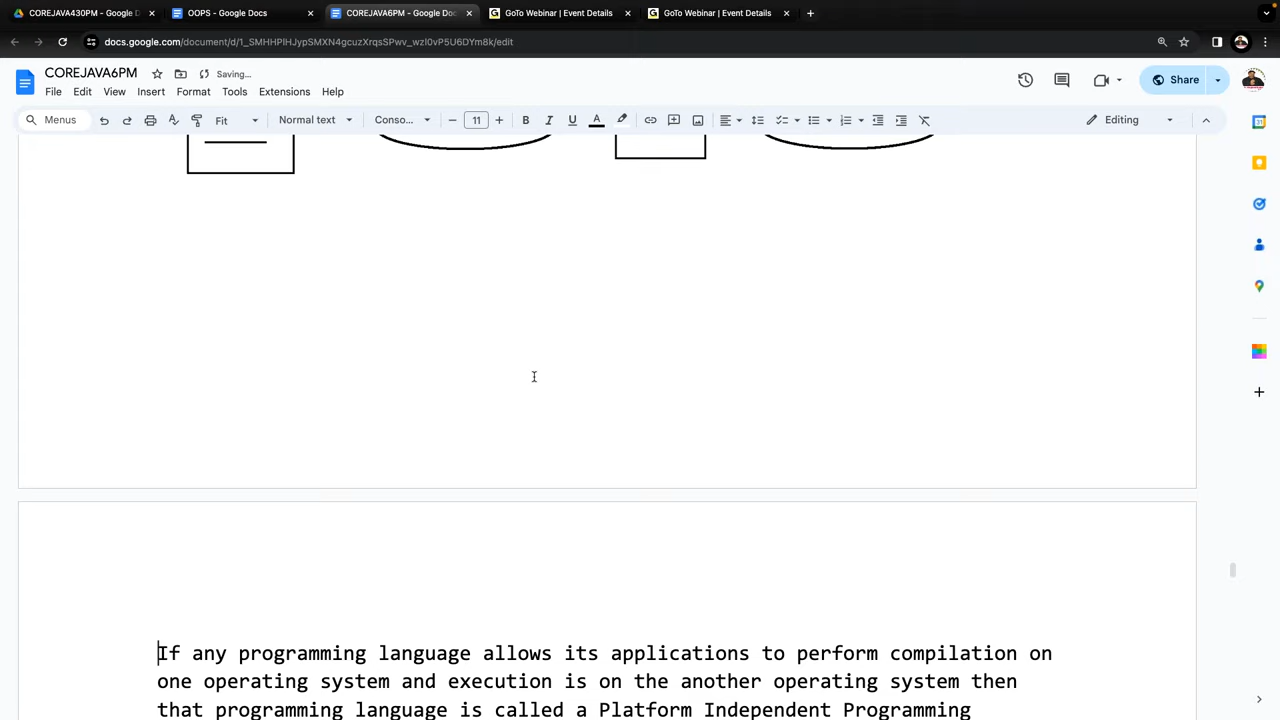 COREJAVA430PM - Google D
OOPS - Google Docs
COREJAVA6PM - Google Doc
GoTo Webinar | Event Details
GoTo Webinar | Event Details
docs.google.com/document/d/1_SMHHPlHJypSMXN4gcuzXrqsSPwv_wzI0vP5U6DYm8k/edit
COREJAVA6PM
Saving...
Share
File Edit View Insert Format Tools Extensions Help
Menus
Fit
Normal text
Conso...
11
Editing
If any programming language allows its applications to perform compilation on
one operating system and execution is on the another operating system then
that programming language is called a Platform Independent Programming